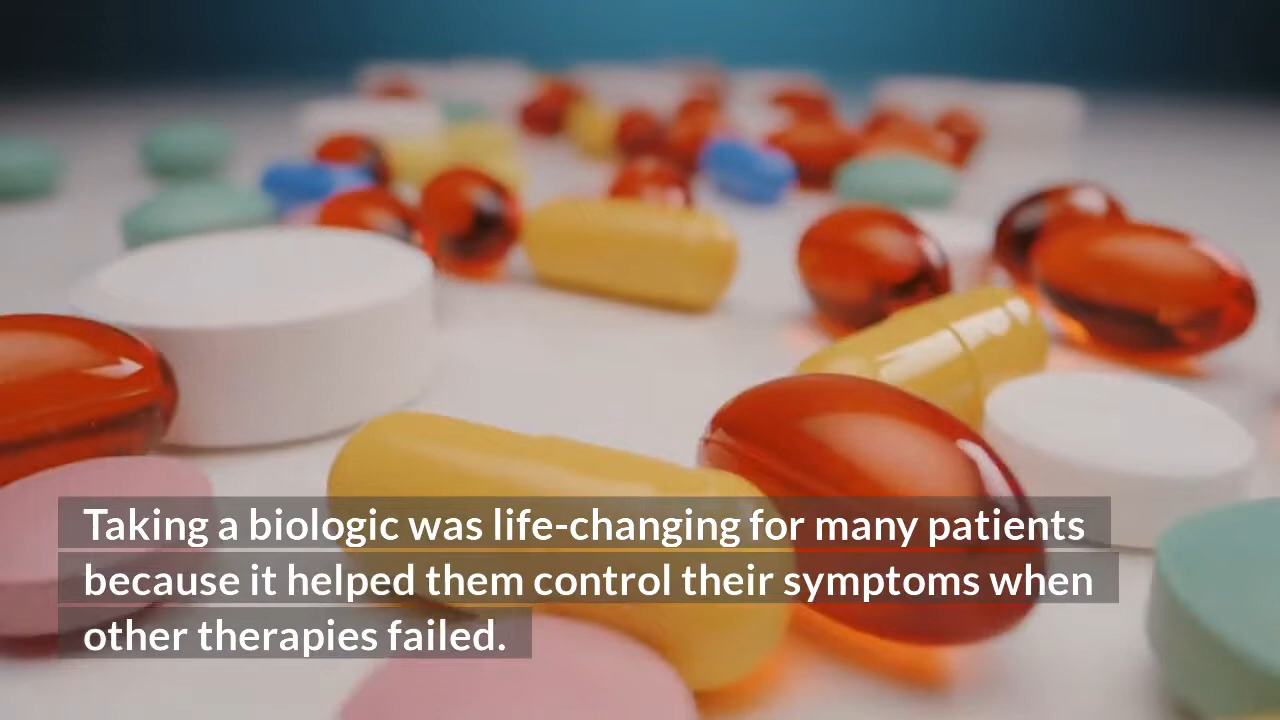 Taking a biologic was life-changing for many patients
because it helped them control their symptoms when
other therapies failed.